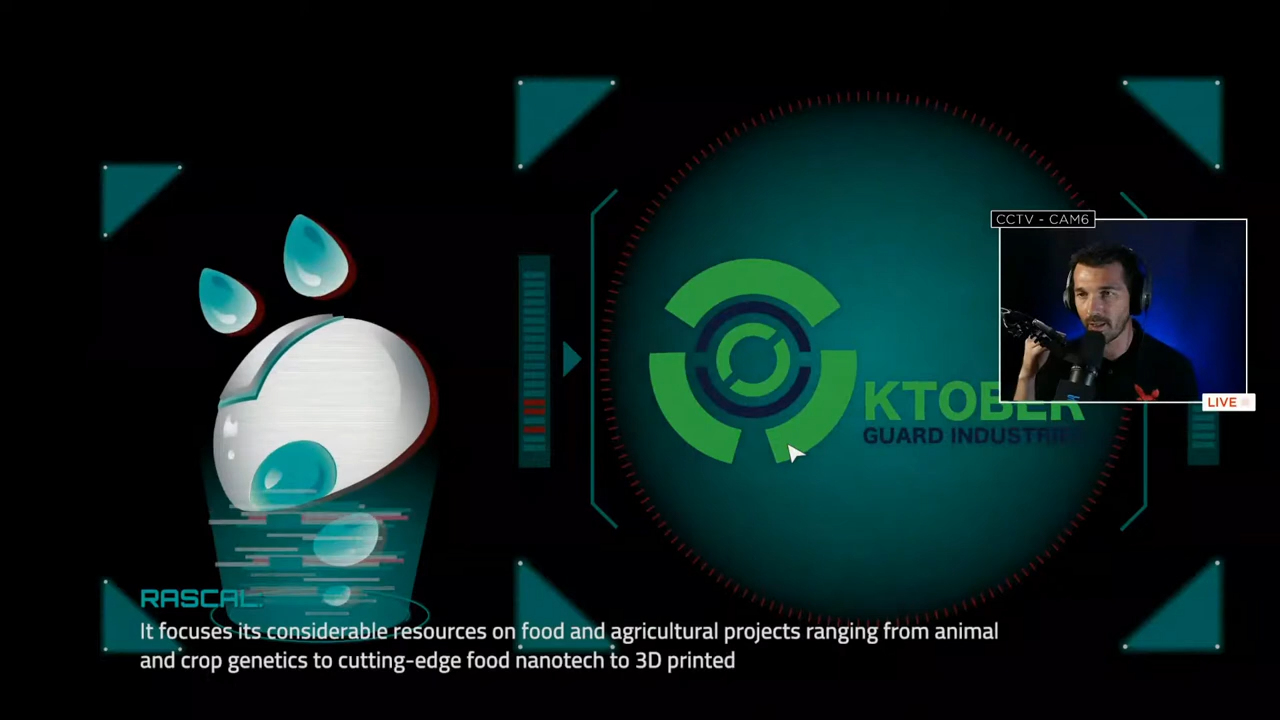 CCTV - CAM6
LIVE
KTOBER
GUARD INDUSTRIES
RASCAL:
It focuses its considerable resources on food and agricultural projects ranging from animal
and crop genetics to cutting-edge food nanotech to 3D printed